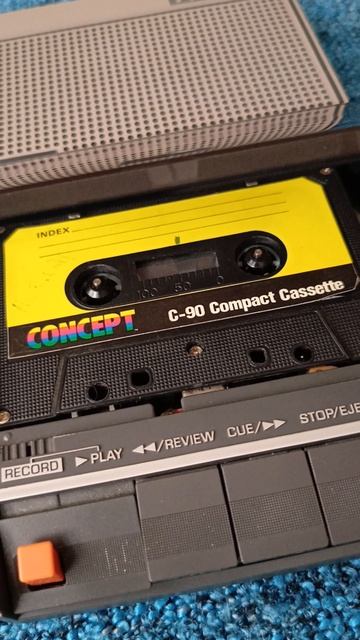 INDEX
100 50 0
C-90 Compact Cassette
CONCEPT
RECORD
▷PLAY ◁◁/REVIEW CUE/▷▷ STOP/EJE